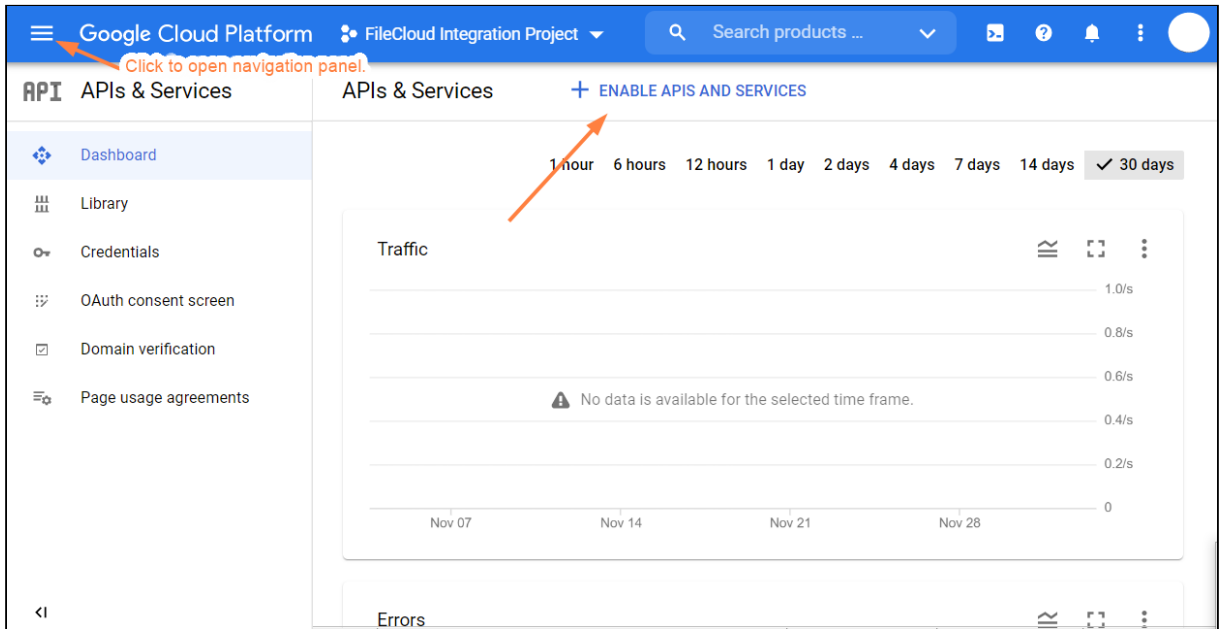 Google Cloud Platform FileCloud Integration Project Search products ...
Click to open navigation panel.
API APIs & Services APIs & Services + ENABLE APIS AND SERVICES
Dashboard
1 hour 6 hours 12 hours 1 day 2 days 4 days 7 days 14 days 30 days
Library
Credentials
OAuth consent screen
Domain verification
Page usage agreements
Traffic
1.0/s
0.8/s
0.6/s
No data is available for the selected time frame.
0.4/s
0.2/s
0
Nov 07 Nov 14 Nov 21 Nov 28
Errors